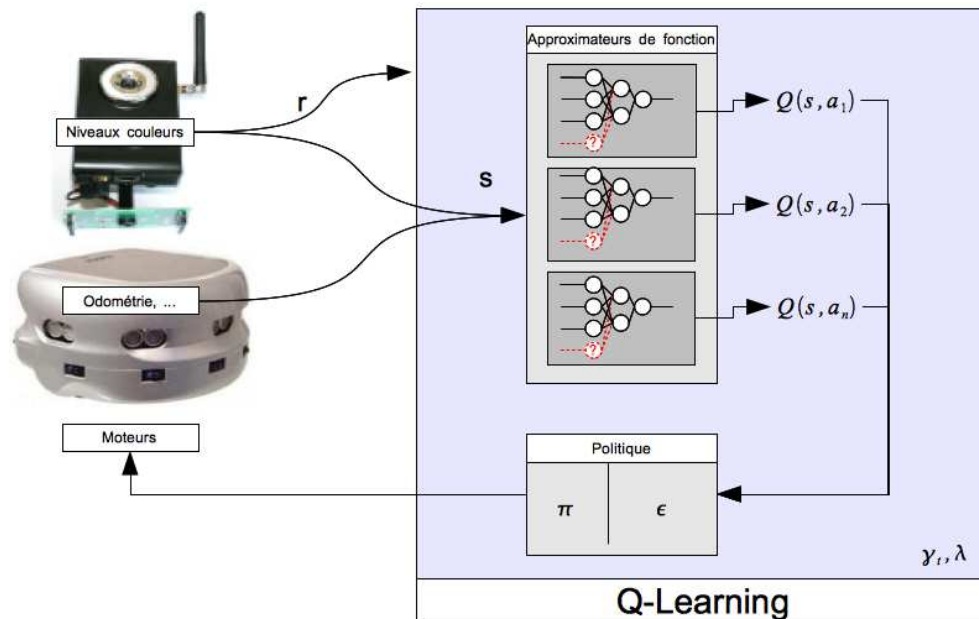 Approximateurs de fonction
Niveaux couleurs
r
s
?
Q(s,a₁)
?
Q(s,a₂)
Odométrie, ...
?
Q(s,aₙ)
Moteurs
Politique
π
ϵ
γₜ, λ
Q-Learning